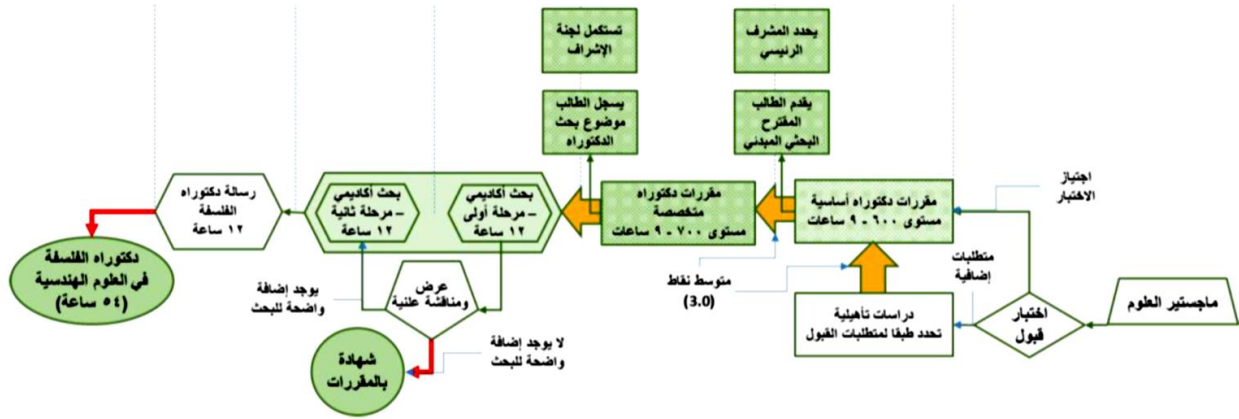 ماجستير العلوم
اختبار
قبول
اجتياز
الاختبار
متطلبات
إضافية
دراسات تأهيلية
تحدد طبقا لمتطلبات القبول
مقررات دكتوراه أساسية
مستوى ٦٠٠ - ٩ ساعات
يقدم الطالب
المقترح
البحثي المبدئي
يحدد المشرف
الرئيسي
متوسط نقاط
(3.0)
مقررات دكتوراه
متخصصة
مستوى ٧٠٠ - ٩ ساعات
يسجل الطالب
موضوع بحث
الدكتوراه
تستكمل لجنة
الإشراف
بحث أكاديمي
– مرحلة أولى
١٢ ساعة
عرض
ومناقشة علنية
لا يوجد إضافة
واضحة للبحث
شهادة
بالمقررات
يوجد إضافة
واضحة للبحث
بحث أكاديمي
– مرحلة ثانية
١٢ ساعة
رسالة دكتوراه
الفلسفة
١٢ ساعة
دكتوراه الفلسفة
في العلوم الهندسية
(٥٤ ساعة)